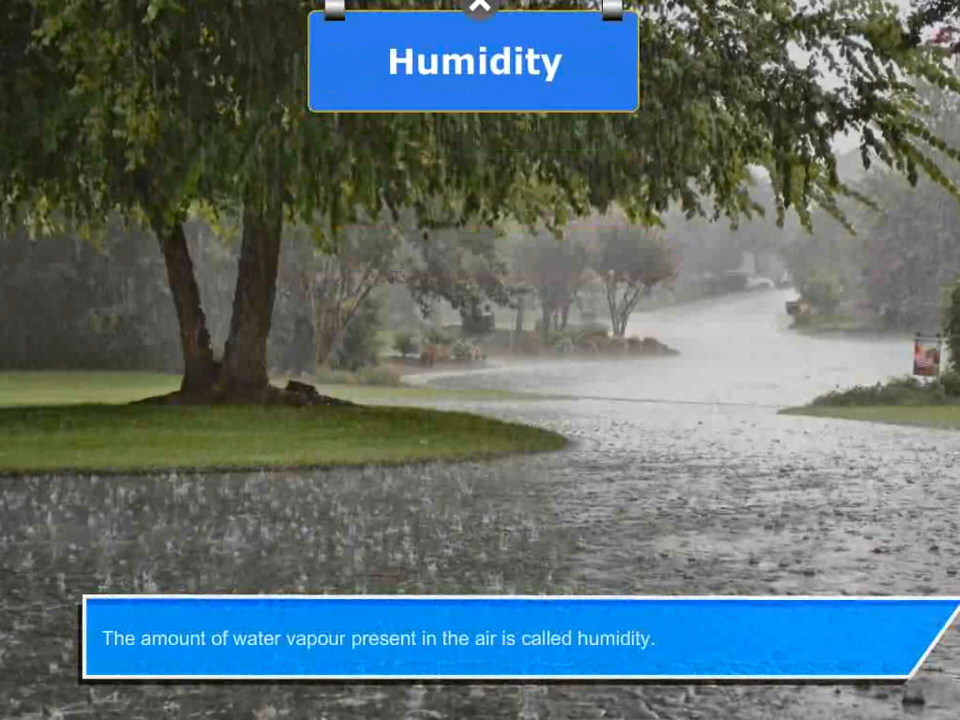 Humidity
The amount of water vapour present in the air is called humidity.